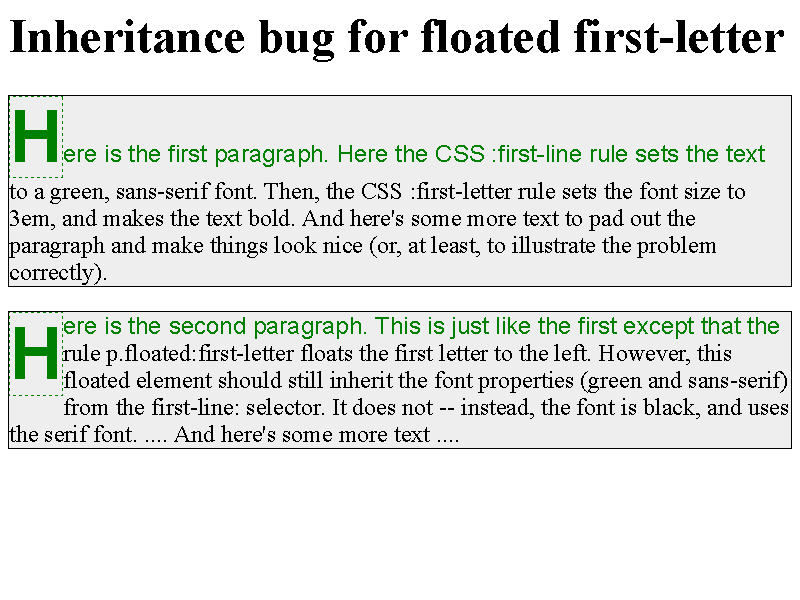 Inheritance bug for floated first-letter
Here is the first paragraph. Here the CSS :first-line rule sets the text
to a green, sans-serif font. Then, the CSS :first-letter rule sets the font size to
3em, and makes the text bold. And here's some more text to pad out the
paragraph and make things look nice (or, at least, to illustrate the problem
correctly).
Here is the second paragraph. This is just like the first except that the
rule p.floated:first-letter floats the first letter to the left. However, this
floated element should still inherit the font properties (green and sans-serif)
from the first-line: selector. It does not -- instead, the font is black, and uses
the serif font. .... And here's some more text ....